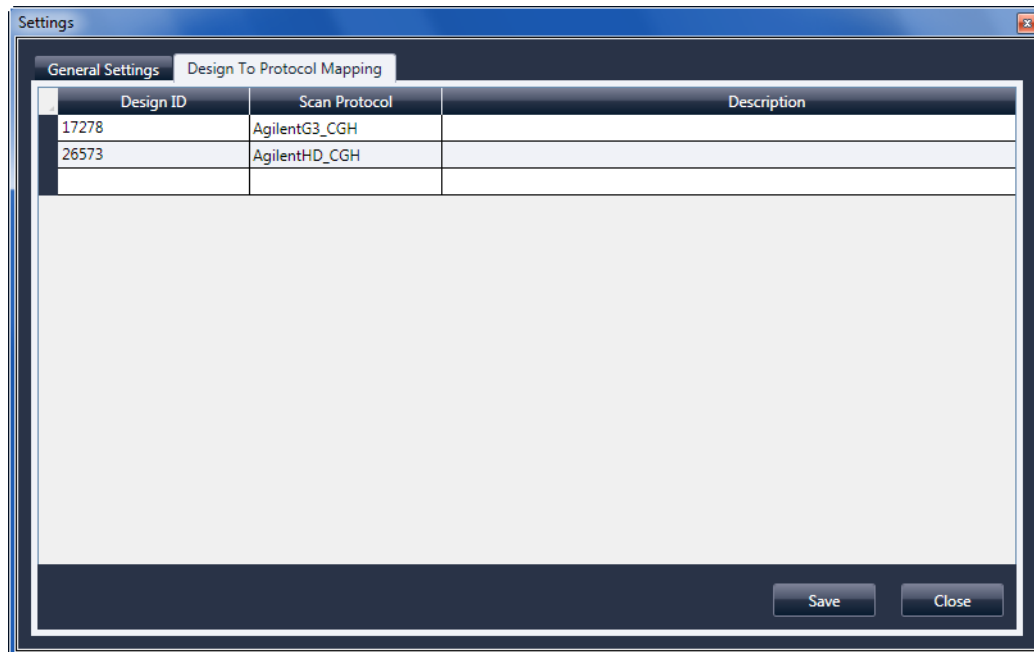 Settings
General Settings Design To Protocol Mapping
Design ID Scan Protocol Description
17278 AgilentG3_CGH
26573 AgilentHD_CGH
Save Close